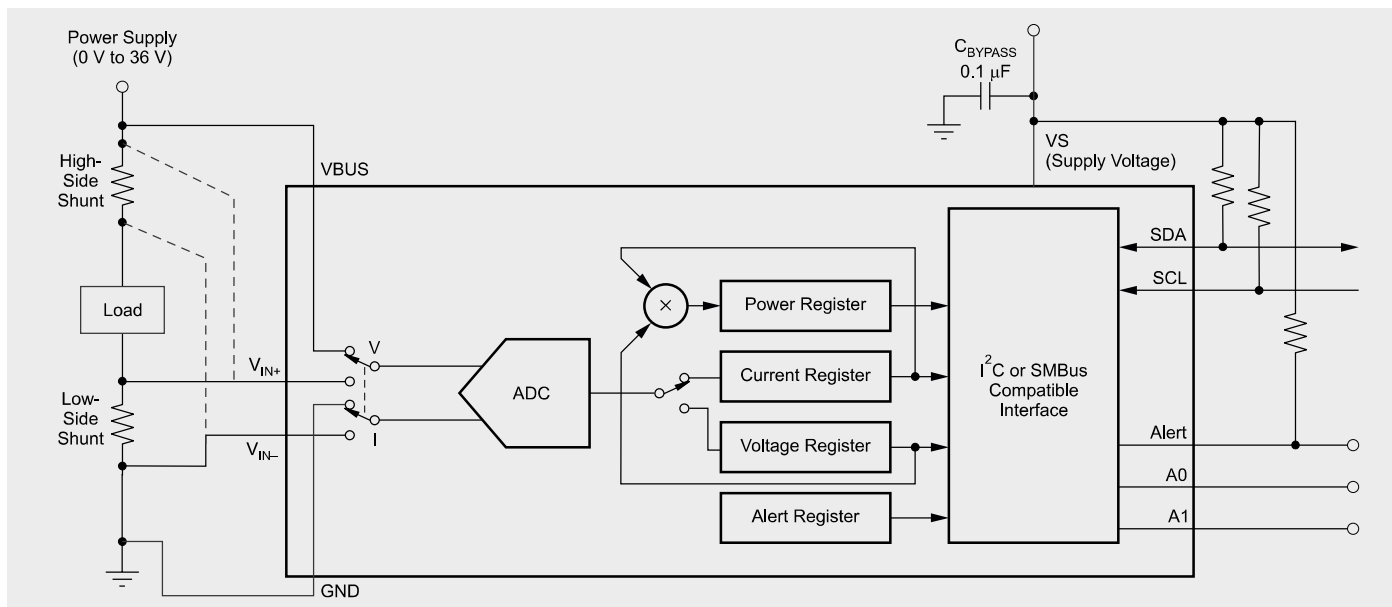 Power Supply
(0 V to 36 V)
C_BYPASS
0.1 µF
VS
(Supply Voltage)
High-
Side
Shunt
VBUS
SDA
SCL
Load
Power Register
V
V_IN+
ADC
Current Register
I²C or SMBus
Compatible
Interface
Low-
Side
Shunt
I
V_IN–
Voltage Register
Alert
A0
Alert Register
A1
GND
×